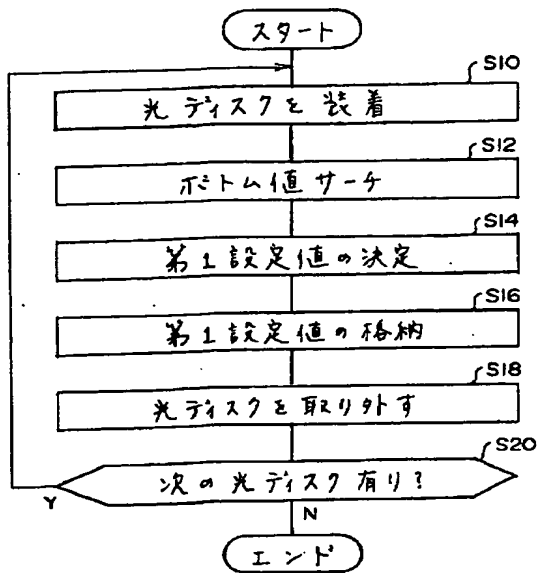 スタート
S10
光ディスクを装着
S12
ボトム値サーチ
S14
第1設定値の決定
S16
第1設定値の格納
S18
光ディスクを取り外す
S20
次の光ディスク有り?
Y
N
エンド